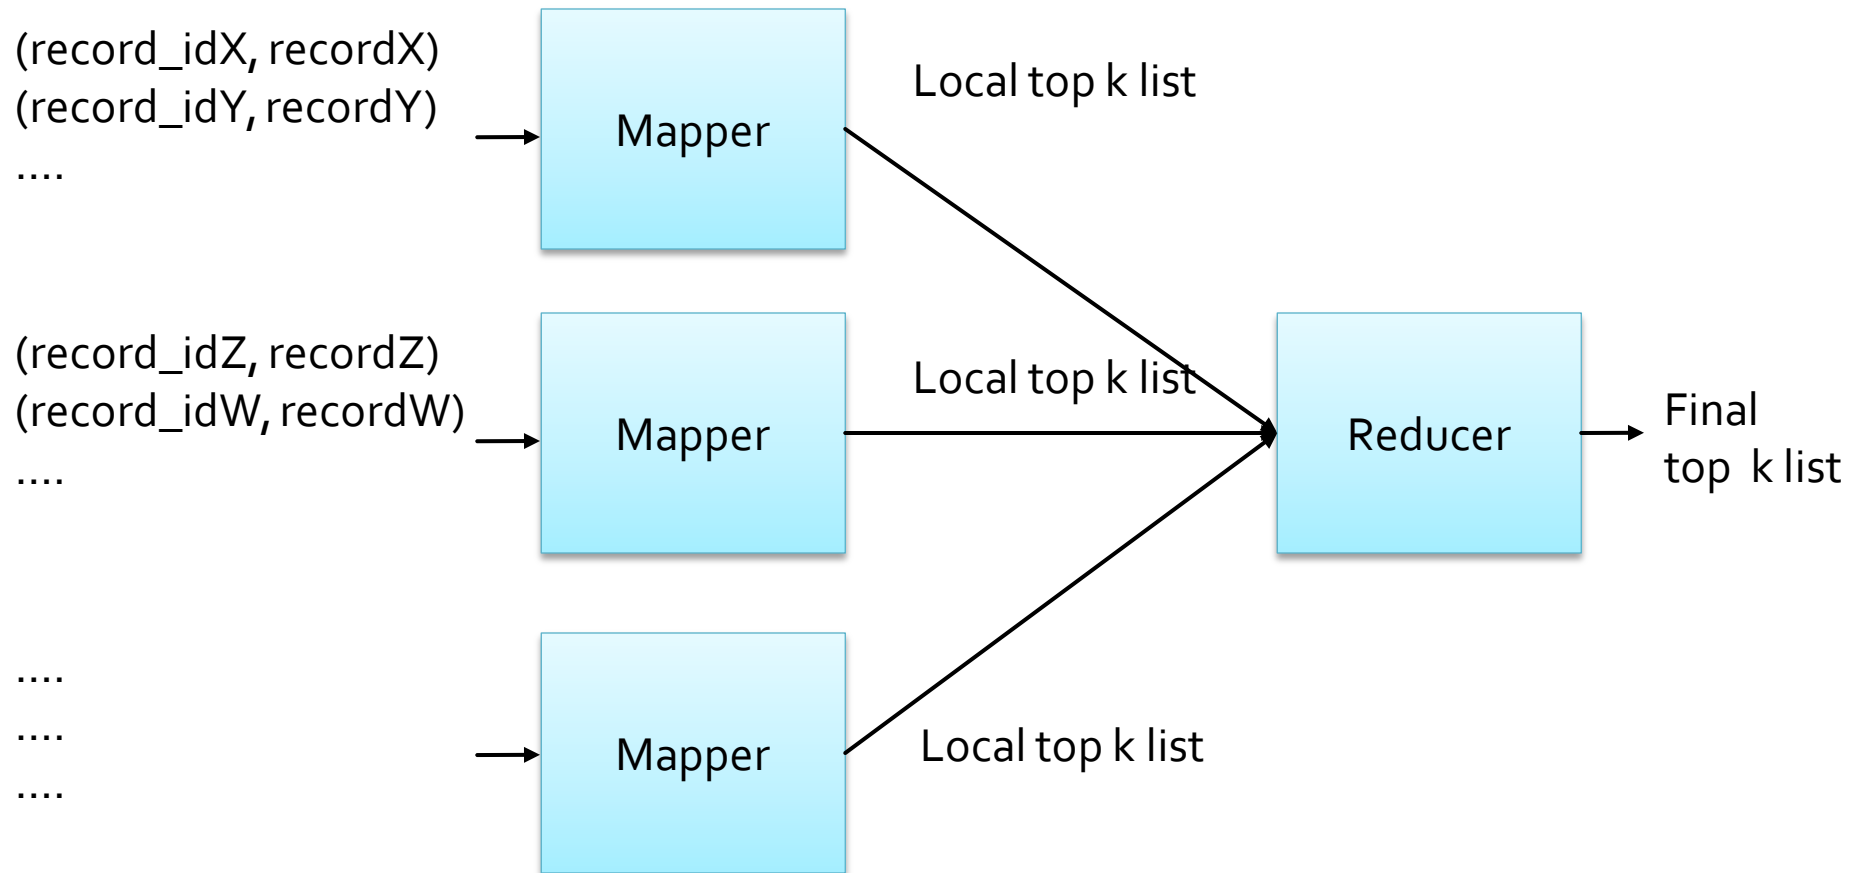 (record_idX, recordX)
(record_idY, recordY)
....
Mapper
Local top k list
(record_idZ, recordZ)
(record_idW, recordW)
....
Mapper
Local top k list
Reducer
Final
top k list
....
....
....
Mapper
Local top k list